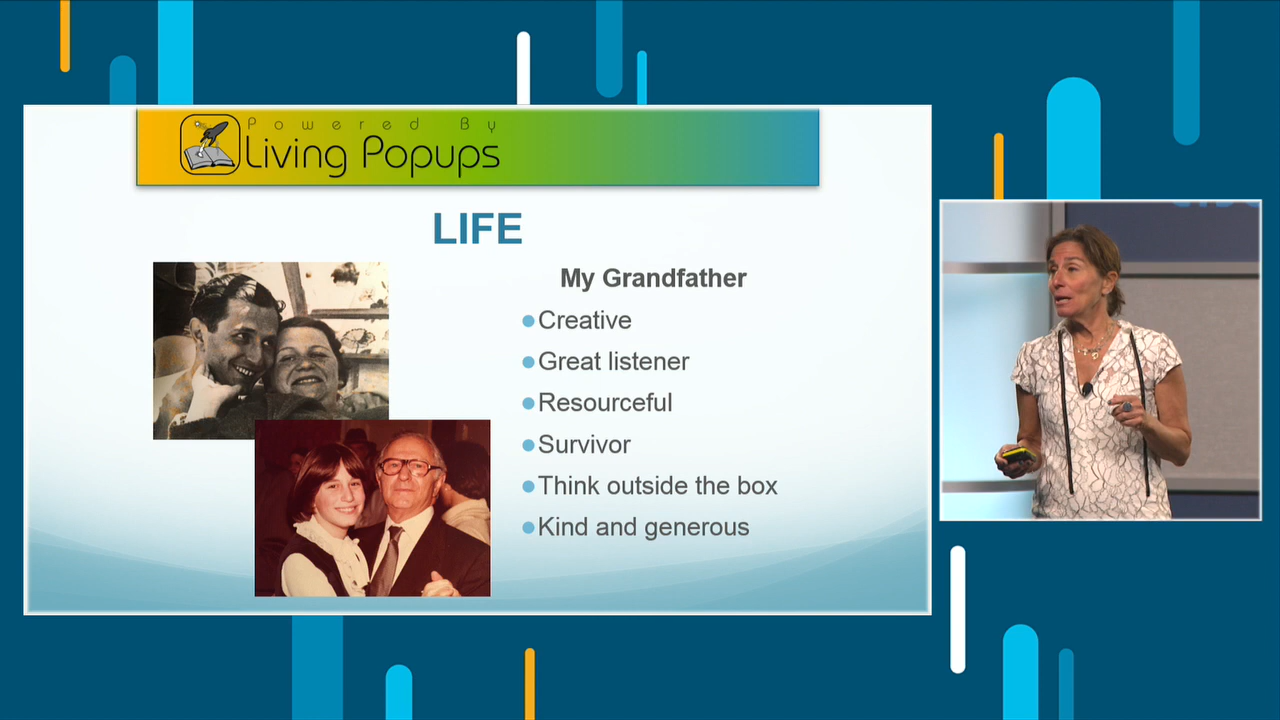 Powered By
Living Popups
LIFE
My Grandfather
Creative
Great listener
Resourceful
Survivor
Think outside the box
Kind and generous